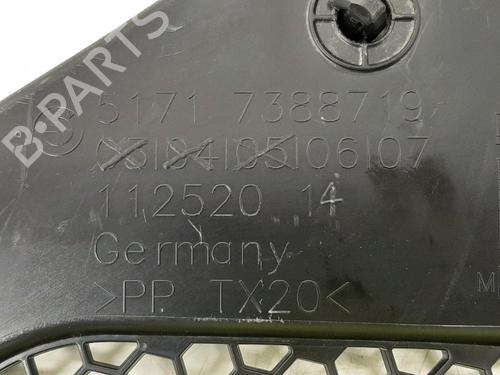 B-Parts
5171 7388719
03|04|05|06|07
112520 14
Germany
>PP TX20<
M